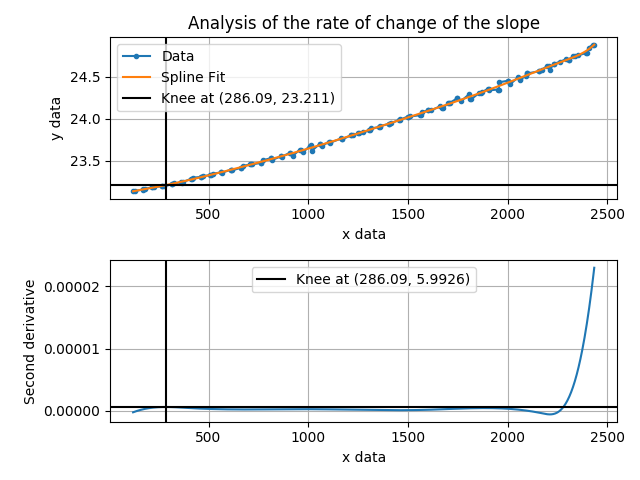 Analysis of the rate of change of the slope
y data
24.5
24.0
23.5
Data
Spline Fit
Knee at (286.09, 23.211)
500
1000
1500
2000
2500
x data
Second derivative
0.00002
0.00001
0.00000
Knee at (286.09, 5.9926)
500
1000
1500
2000
2500
x data